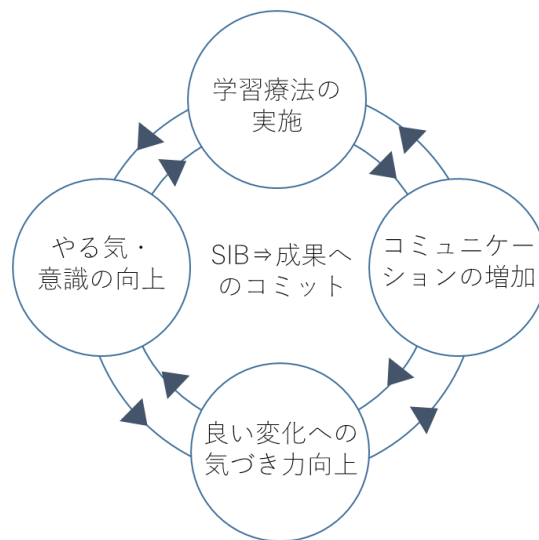 学習療法の
実施
やる気・
意識の向上
SIB⇒成果へ
のコミット
コミュニケー
ションの増加
良い変化への
気づき力向上